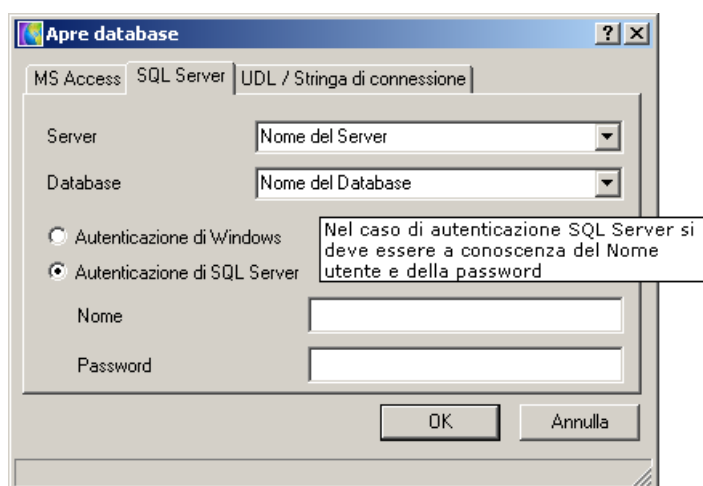 Apre database
MS Access SQL Server UDL / Stringa di connessione
Server Nome del Server
Database Nome del Database
Autenticazione di Windows
Nel caso di autenticazione SQL Server si
deve essere a conoscenza del Nome
utente e della password
Autenticazione di SQL Server
Nome
Password
OK Annulla